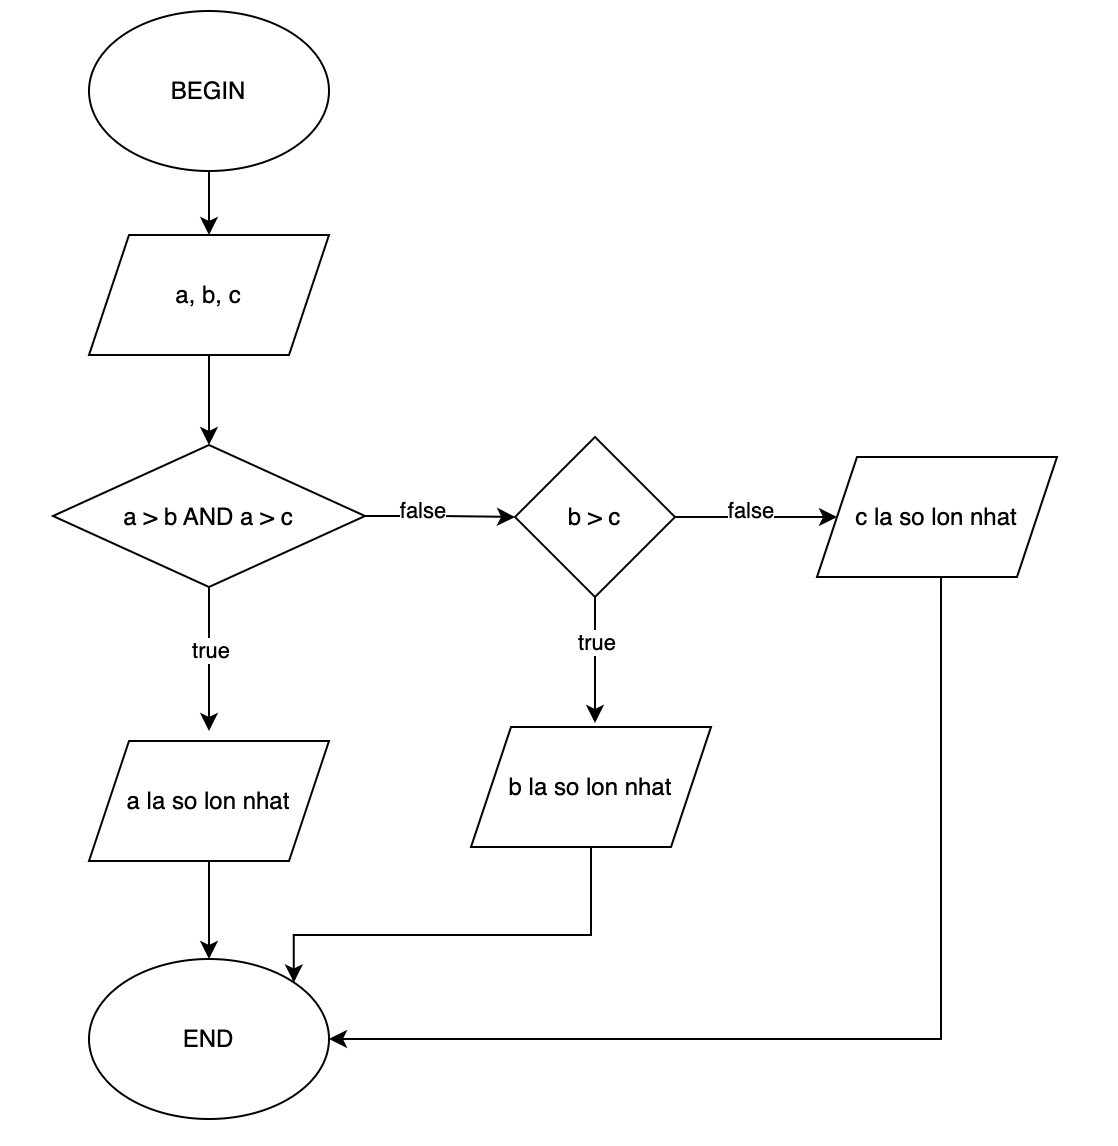 BEGIN
a, b, c
a > b AND a > c
false
b > c
false
c la so lon nhat
true
true
a la so lon nhat
b la so lon nhat
END